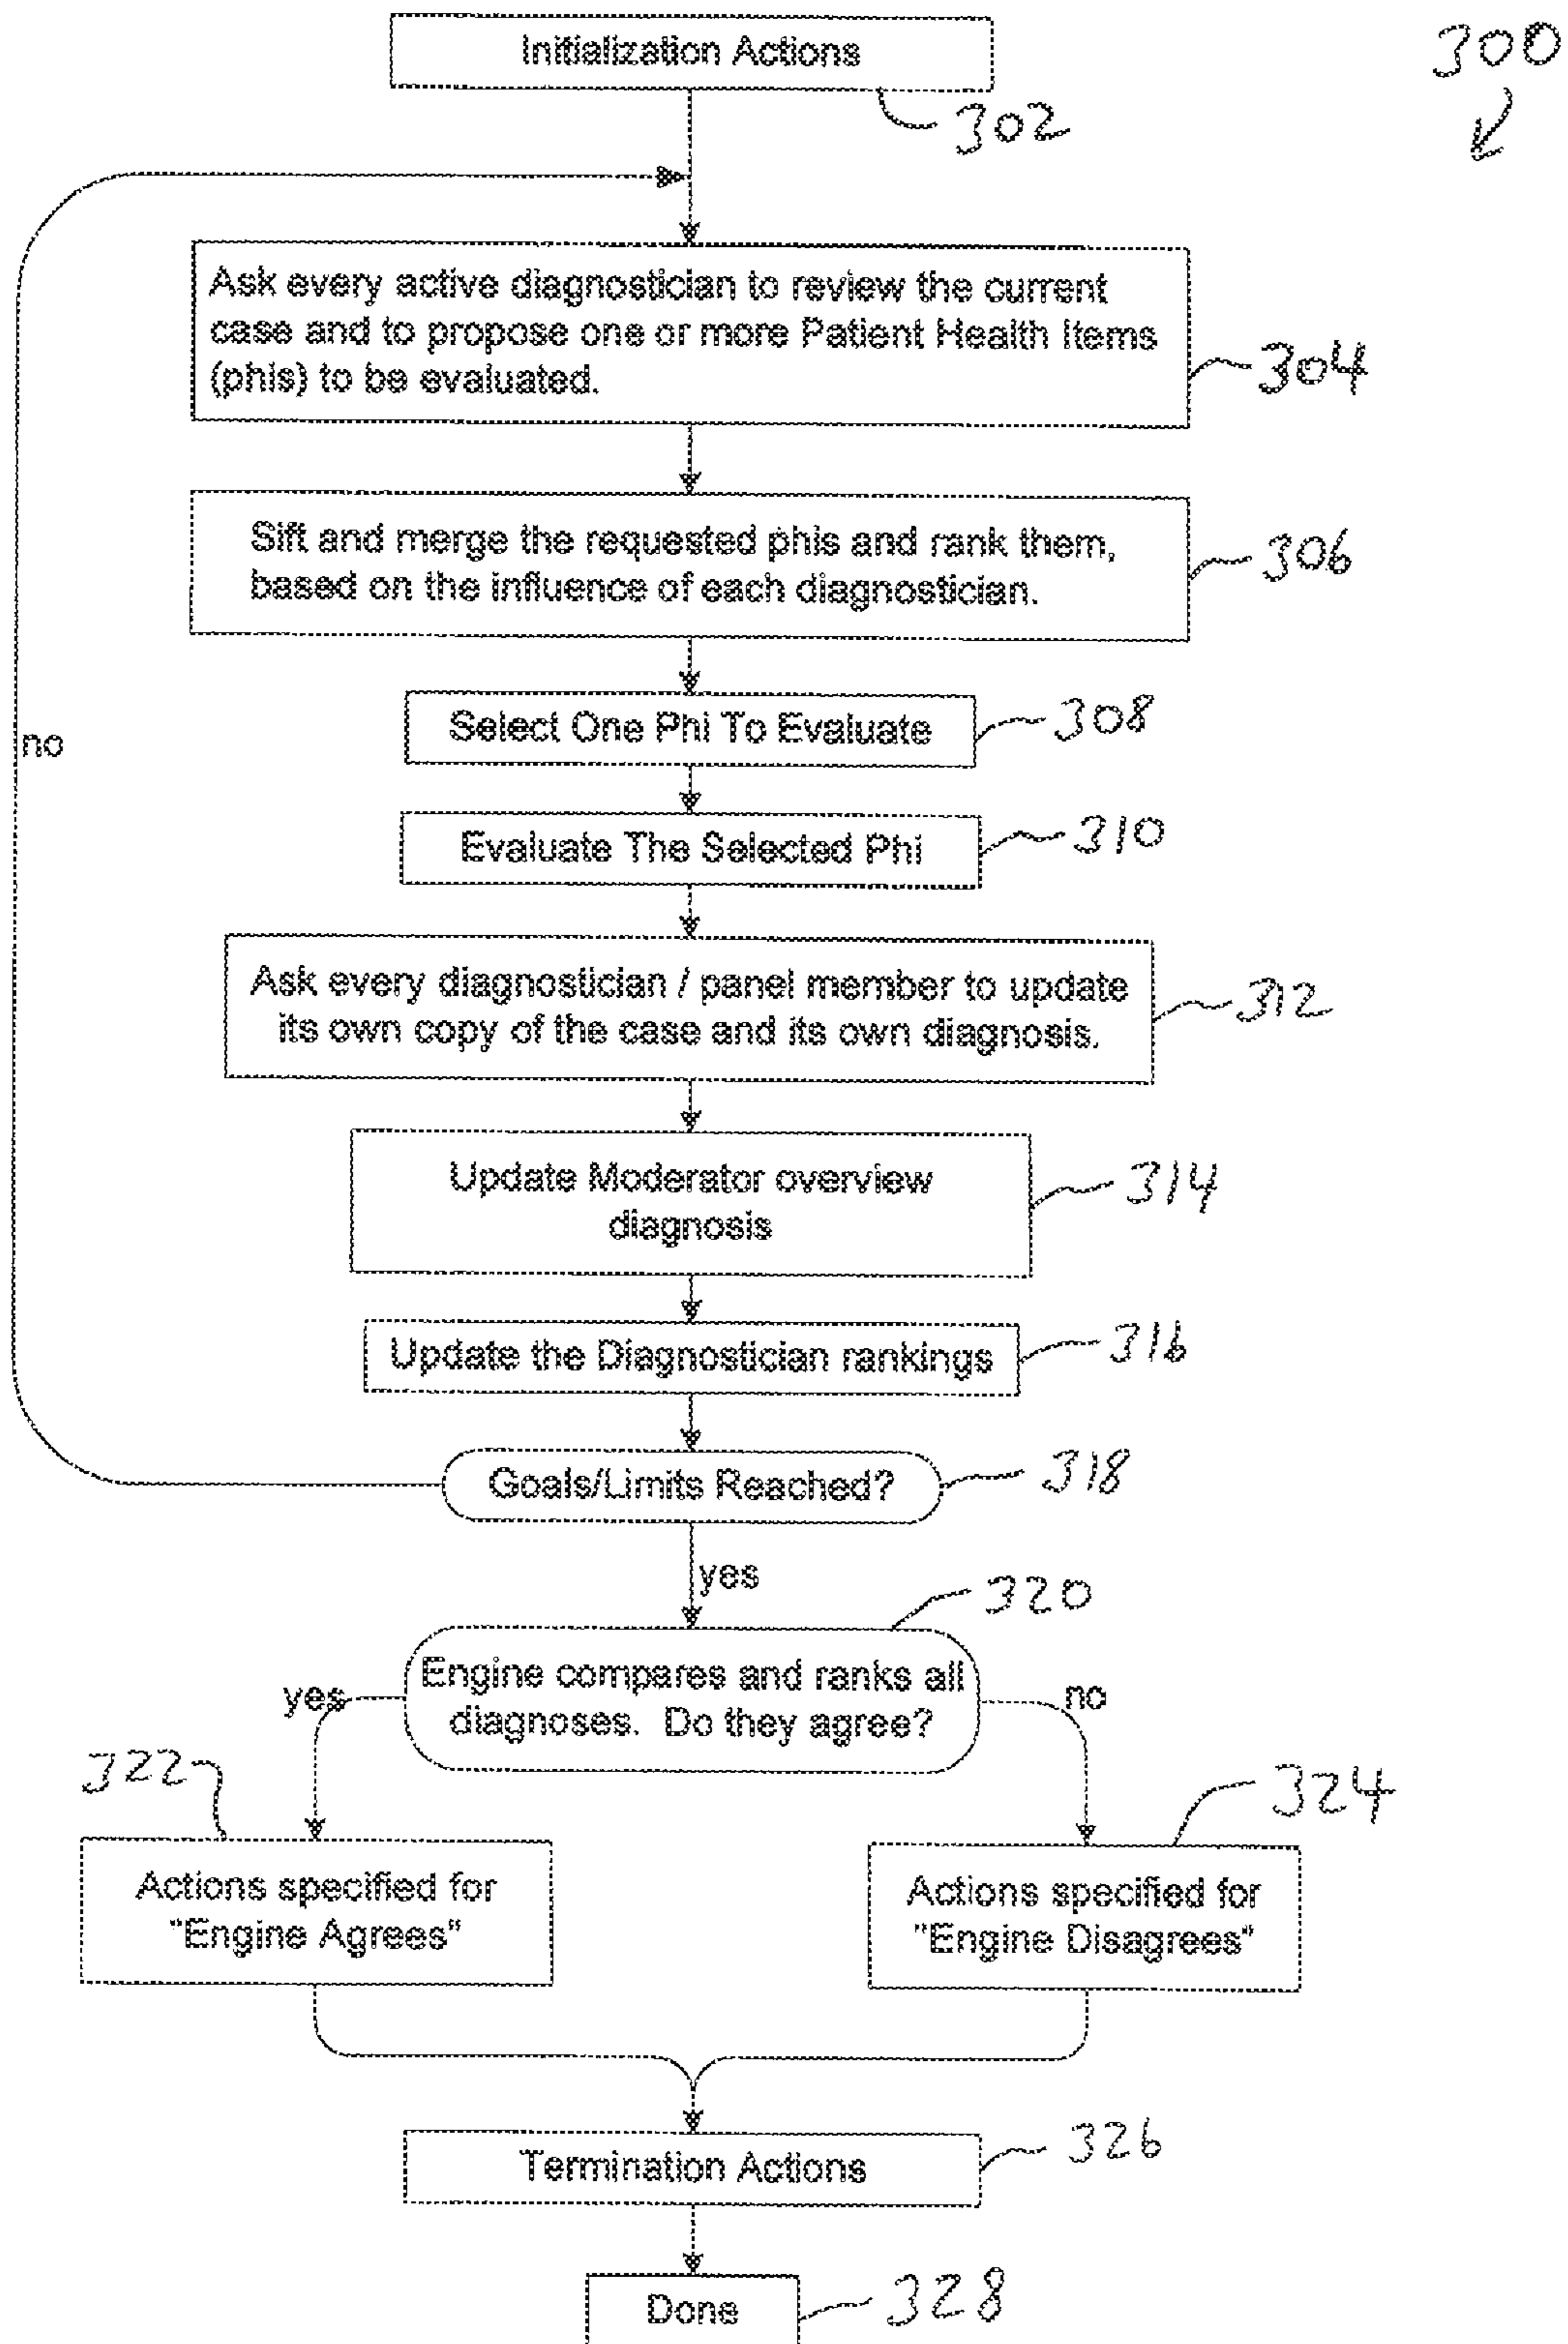 Initialization Actions
300
302
Ask every active diagnostician to review the current
case and to propose one or more Patient Health Items
(phis) to be evaluated.
304
Sift and merge the requested phis and rank them,
based on the influence of each diagnostician.
306
Select One Phi To Evaluate
308
no
Evaluate The Selected Phi
310
Ask every diagnostician / panel member to update
its own copy of the case and its own diagnosis.
312
Update Moderator overview
diagnosis
314
Update the Diagnostician rankings
316
Goals/Limits Reached?
318
yes
320
Engine compares and ranks all
diagnoses. Do they agree?
yes
no
322
324
Actions specified for
"Engine Agrees"
Actions specified for
"Engine Disagrees"
Termination Actions
326
Done
328